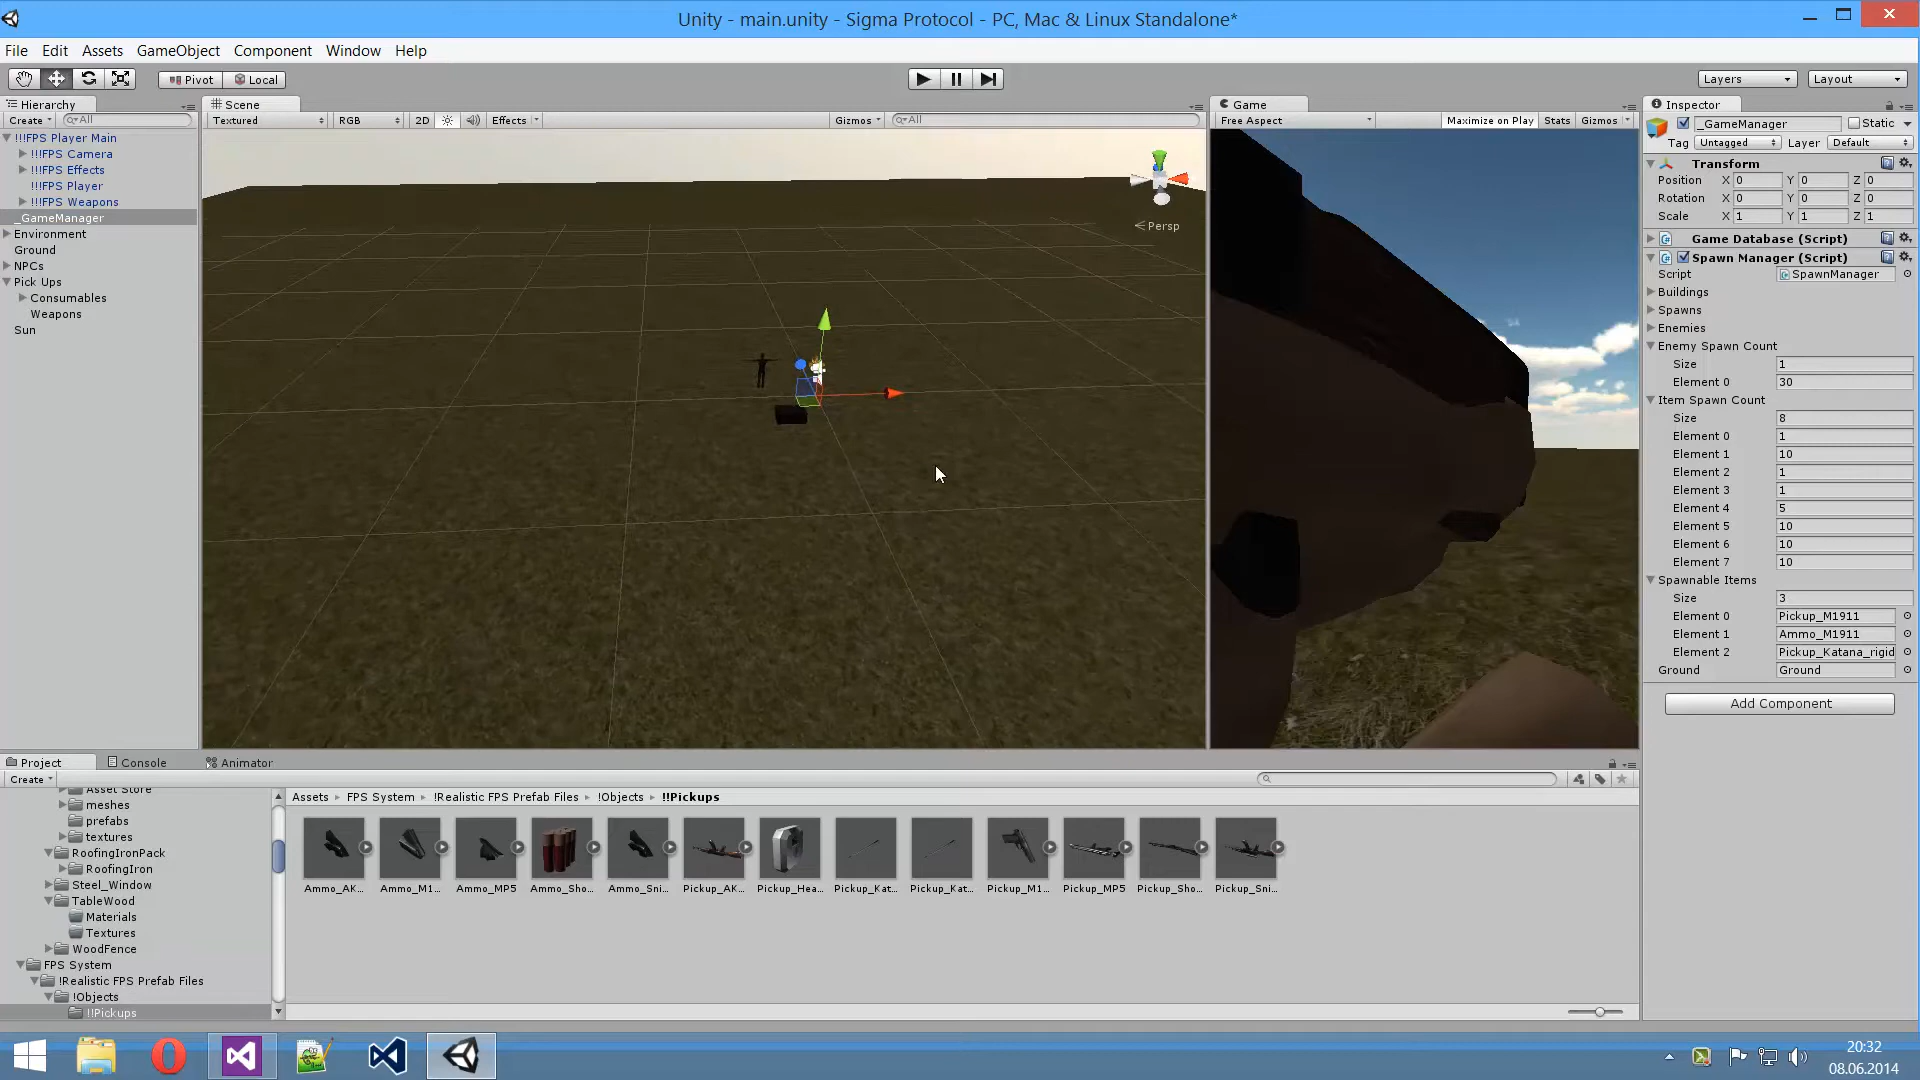 Unity - main.unity - Sigma Protocol - PC, Mac & Linux Standalone*
File Edit Assets GameObject Component Window Help
Pivot Local Layers Layout
Hierarchy
Create All
!!!FPS Player Main
!!!FPS Camera
!!!FPS Effects
!!!FPS Player
!!!FPS Weapons
_GameManager
Environment
Ground
NPCs
Pick Ups
Consumables
Weapons
Sun
Scene
Textured RGB 2D Effects Gizmos All
Persp
Game
Free Aspect Maximize on Play Stats Gizmos
Inspector
_GameManager Static
Tag Untagged Layer Default
Transform
Position X 0 Y 0 Z 0
Rotation X 0 Y 0 Z 0
Scale X 1 Y 1 Z 1
Game Database (Script)
Spawn Manager (Script)
Script SpawnManager
Buildings
Spawns
Enemies
Enemy Spawn Count
Size 1
Element 0 30
Item Spawn Count
Size 8
Element 0 1
Element 1 10
Element 2 1
Element 3 1
Element 4 5
Element 5 10
Element 6 10
Element 7 10
Spawnable Items
Size 3
Element 0 Pickup_M1911
Element 1 Ammo_M1911
Element 2 Pickup_Katana_rigid
Ground Ground
Add Component
Project Console Animator
Create
Asset Store
meshes
prefabs
textures
RoofingIronPack
RoofingIron
Steel_Window
TableWood
Materials
Textures
WoodFence
FPS System
!Realistic FPS Prefab Files
!Objects
!!Pickups
Assets FPS System !Realistic FPS Prefab Files !Objects !!Pickups
Ammo_AK... Ammo_M1... Ammo_MP5 Ammo_Sho... Ammo_Sni... Pickup_AK... Pickup_Hea... Pickup_Kat... Pickup_Kat... Pickup_M1... Pickup_MP5 Pickup_Sho... Pickup_Sni...
20:32
08.06.2014